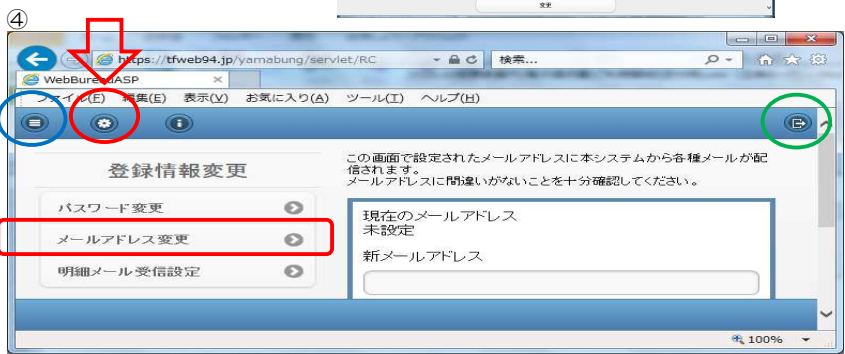 変更
④
https://tfweb94.jp/yamabung/servlet/RC
検索...
WebBureauASP
ファイル(F) 編集(E) 表示(V) お気に入り(A) ツール(T) ヘルプ(H)
登録情報変更
パスワード変更
メールアドレス変更
明細メール受信設定
この画面で設定されたメールアドレスに本システムから各種メールが配
信されます。
メールアドレスに間違いがないことを十分確認してください。
現在のメールアドレス
未設定
新メールアドレス
100%